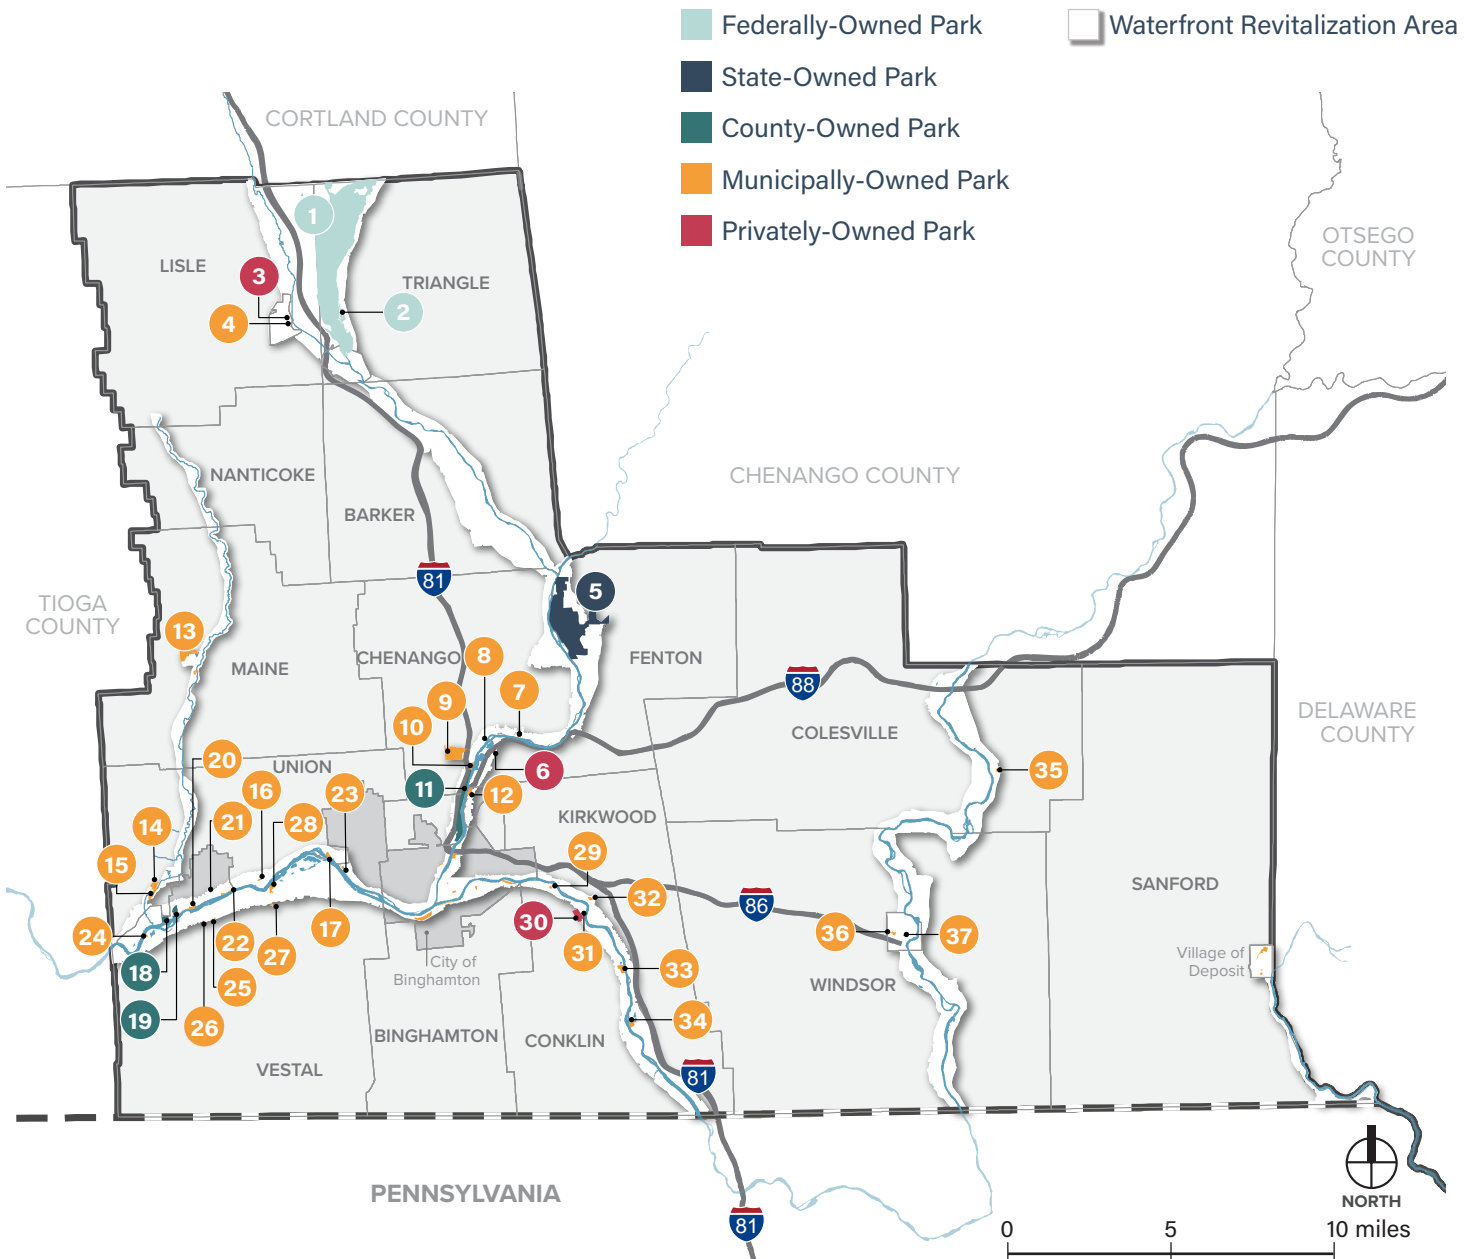 Federally-Owned Park
Waterfront Revitalization Area
State-Owned Park
County-Owned Park
Municipally-Owned Park
Privately-Owned Park
CORTLAND COUNTY
1
OTSEGO
COUNTY
LISLE
3
TRIANGLE
2
4
NANTICOKE
CHENANGO COUNTY
BARKER
81
5
TIOGA
COUNTY
13
8
CHENANGO
FENTON
MAINE
88
7
9
10
DELAWARE
COUNTY
COLESVILLE
20
UNION
6
35
11
16
23
12
KIRKWOOD
14
21
28
29
15
SANFORD
32
86
30
17
24
22
31
36
37
27
City of
Binghamton
Village of
Deposit
18
33
25
WINDSOR
19
26
34
BINGHAMTON
CONKLIN
VESTAL
81
PENNSYLVANIA
NORTH
81
0
5
10 miles